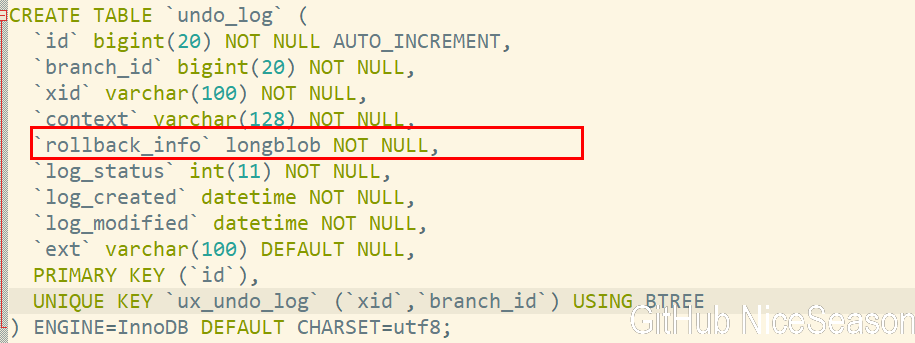 CREATE TABLE `undo_log` (
`id` bigint(20) NOT NULL AUTO_INCREMENT,
`branch_id` bigint(20) NOT NULL,
`xid` varchar(100) NOT NULL,
`context` varchar(128) NOT NULL,
`rollback_info` longblob NOT NULL,
`log_status` int(11) NOT NULL,
`log_created` datetime NOT NULL,
`log_modified` datetime NOT NULL,
`ext` varchar(100) DEFAULT NULL,
PRIMARY KEY (`id`),
UNIQUE KEY `ux_undo_log` (`xid`,`branch_id`) USING BTREE
) ENGINE=InnoDB DEFAULT CHARSET=utf8;
GitHub NiceSeason